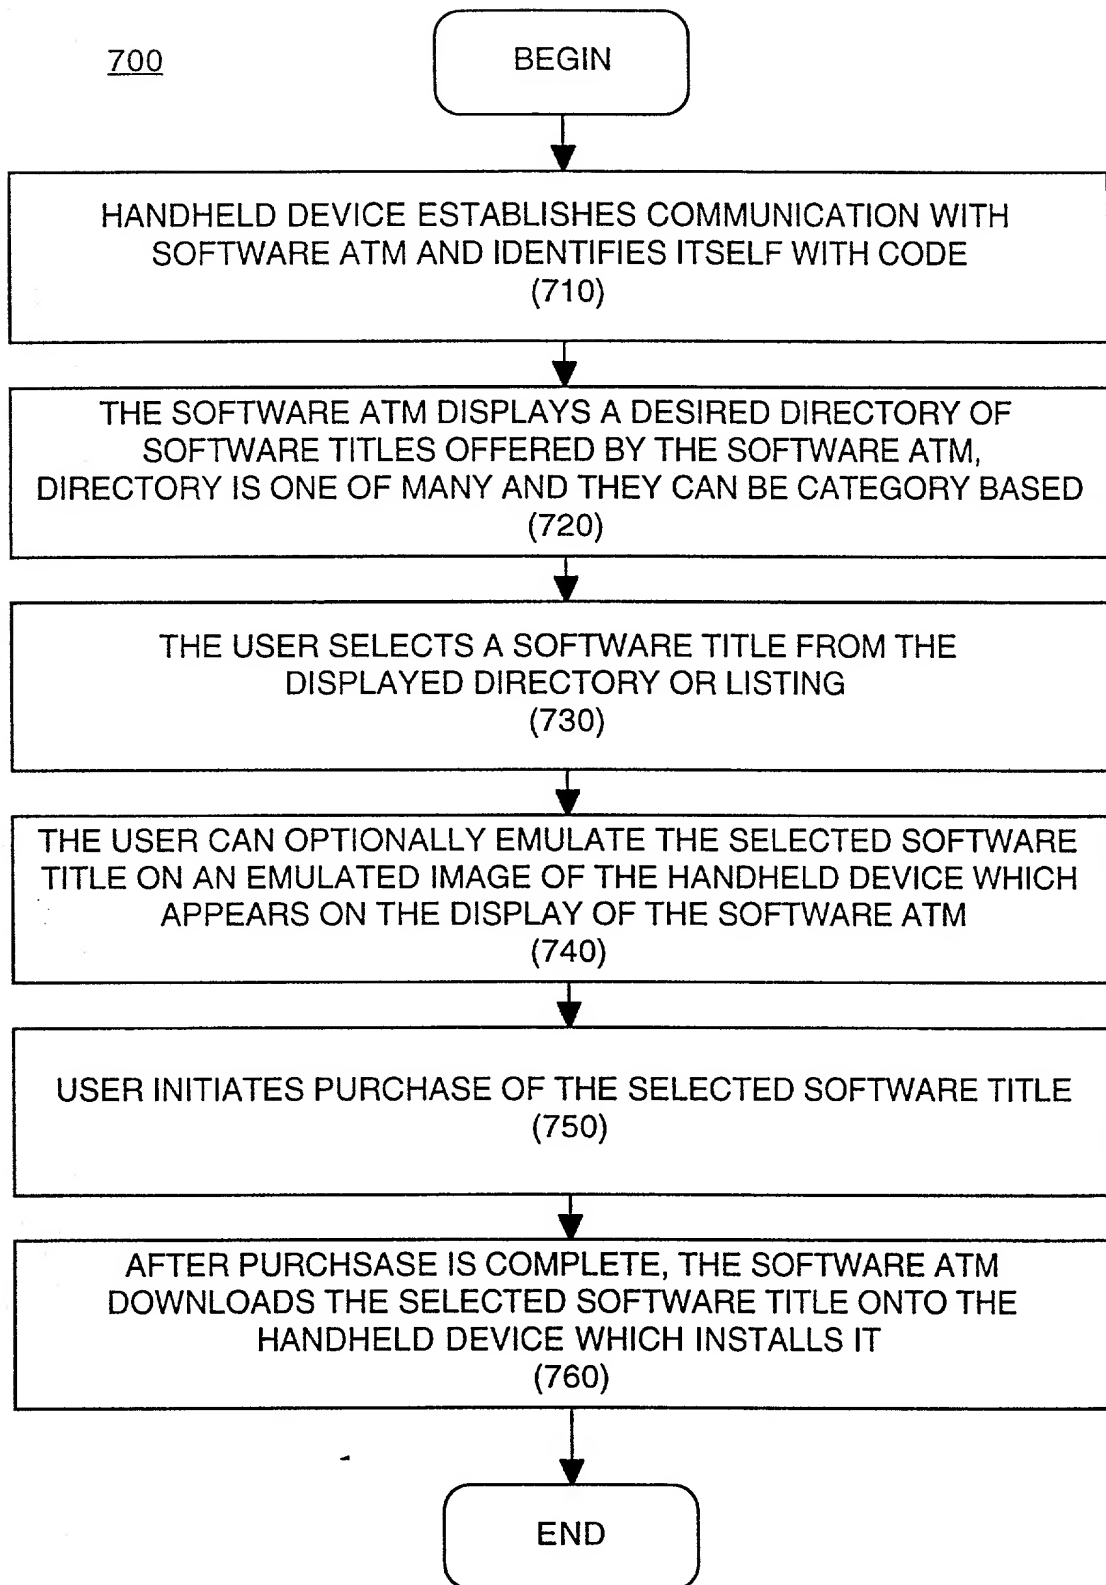 700
BEGIN
HANDHELD DEVICE ESTABLISHES COMMUNICATION WITH
SOFTWARE ATM AND IDENTIFIES ITSELF WITH CODE
(710)
THE SOFTWARE ATM DISPLAYS A DESIRED DIRECTORY OF
SOFTWARE TITLES OFFERED BY THE SOFTWARE ATM,
DIRECTORY IS ONE OF MANY AND THEY CAN BE CATEGORY BASED
(720)
THE USER SELECTS A SOFTWARE TITLE FROM THE
DISPLAYED DIRECTORY OR LISTING
(730)
THE USER CAN OPTIONALLY EMULATE THE SELECTED SOFTWARE
TITLE ON AN EMULATED IMAGE OF THE HANDHELD DEVICE WHICH
APPEARS ON THE DISPLAY OF THE SOFTWARE ATM
(740)
USER INITIATES PURCHASE OF THE SELECTED SOFTWARE TITLE
(750)
AFTER PURCHSASE IS COMPLETE, THE SOFTWARE ATM
DOWNLOADS THE SELECTED SOFTWARE TITLE ONTO THE
HANDHELD DEVICE WHICH INSTALLS IT
(760)
END